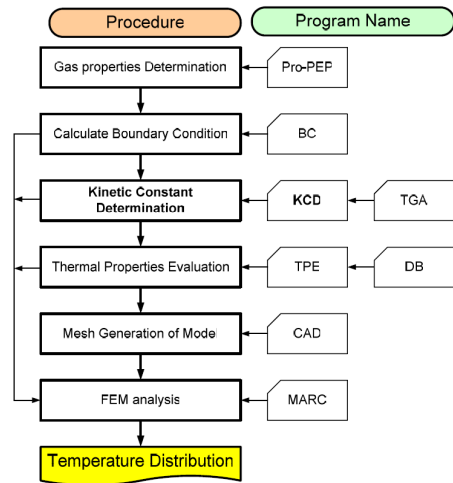 Procedure
Program Name
Gas properties Determination
Pro-PEP
Calculate Boundary Condition
BC
Kinetic Constant
Determination
KCD
TGA
Thermal Properties Evaluation
TPE
DB
Mesh Generation of Model
CAD
FEM analysis
MARC
Temperature Distribution